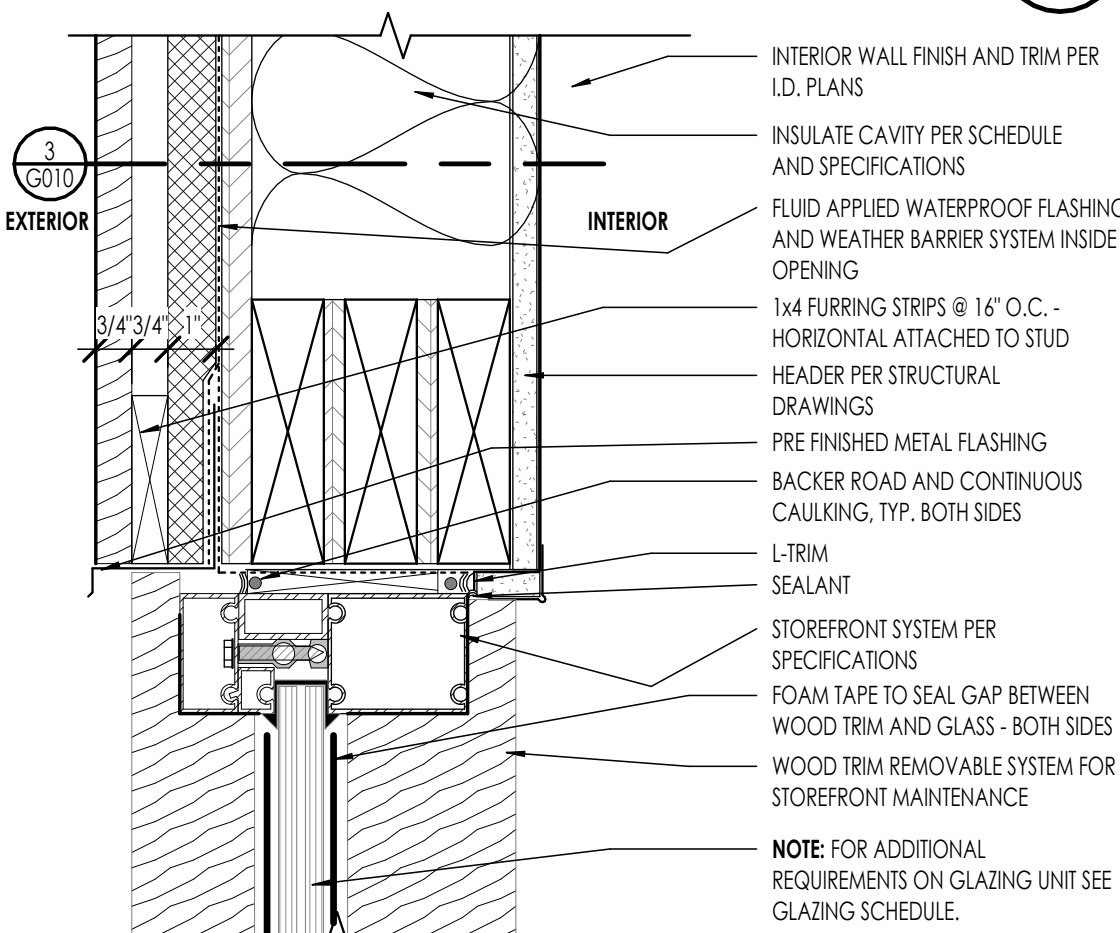 INTERIOR WALL FINISH AND TRIM PER
I.D. PLANS
INSULATE CAVITY PER SCHEDULE
AND SPECIFICATIONS
3
G010
EXTERIOR
INTERIOR
FLUID APPLIED WATERPROOF FLASHING
AND WEATHER BARRIER SYSTEM INSIDE
OPENING
3/4" 3/4" 1"
1x4 FURRING STRIPS @ 16" O.C. -
HORIZONTAL ATTACHED TO STUD
HEADER PER STRUCTURAL
DRAWINGS
PRE FINISHED METAL FLASHING
BACKER ROAD AND CONTINUOUS
CAULKING, TYP. BOTH SIDES
L-TRIM
SEALANT
STOREFRONT SYSTEM PER
SPECIFICATIONS
FOAM TAPE TO SEAL GAP BETWEEN
WOOD TRIM AND GLASS - BOTH SIDES
WOOD TRIM REMOVABLE SYSTEM FOR
STOREFRONT MAINTENANCE
NOTE: FOR ADDITIONAL
REQUIREMENTS ON GLAZING UNIT SEE
GLAZING SCHEDULE.